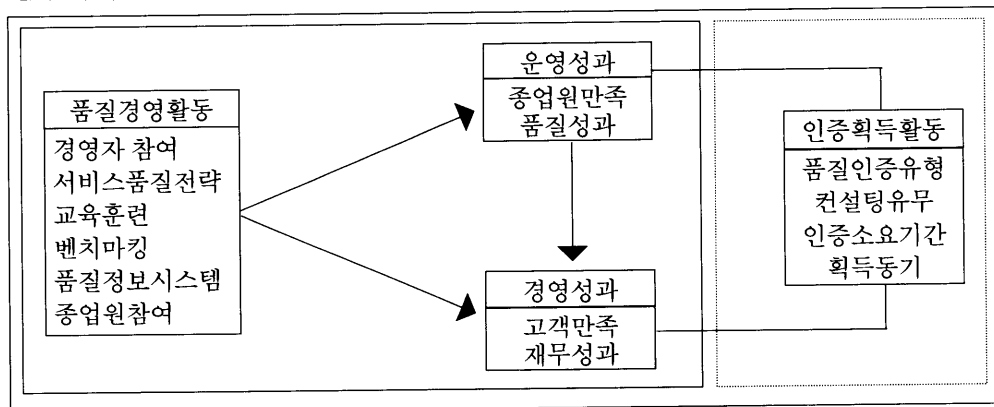 품질경영활동
경영자 참여
서비스품질전략
교육훈련
벤치마킹
품질정보시스템
종업원참여
운영성과
종업원만족
품질성과
경영성과
고객만족
재무성과
인증획득활동
품질인증유형
컨설팅유무
인증소요기간
획득동기